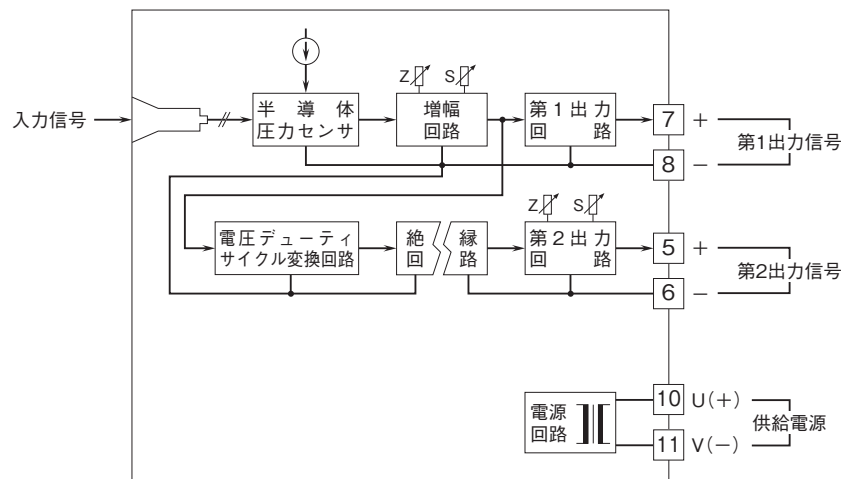 入力信号
半導体
圧力センサ
Z S
増幅
回路
第1出力
回路
7 +
8 −
第1出力信号
電圧デューティ
サイクル変換回路
絶縁
回路
Z S
第2出力
回路
5 +
6 −
第2出力信号
電源
回路
10 U(+)
11 V(−)
供給電源